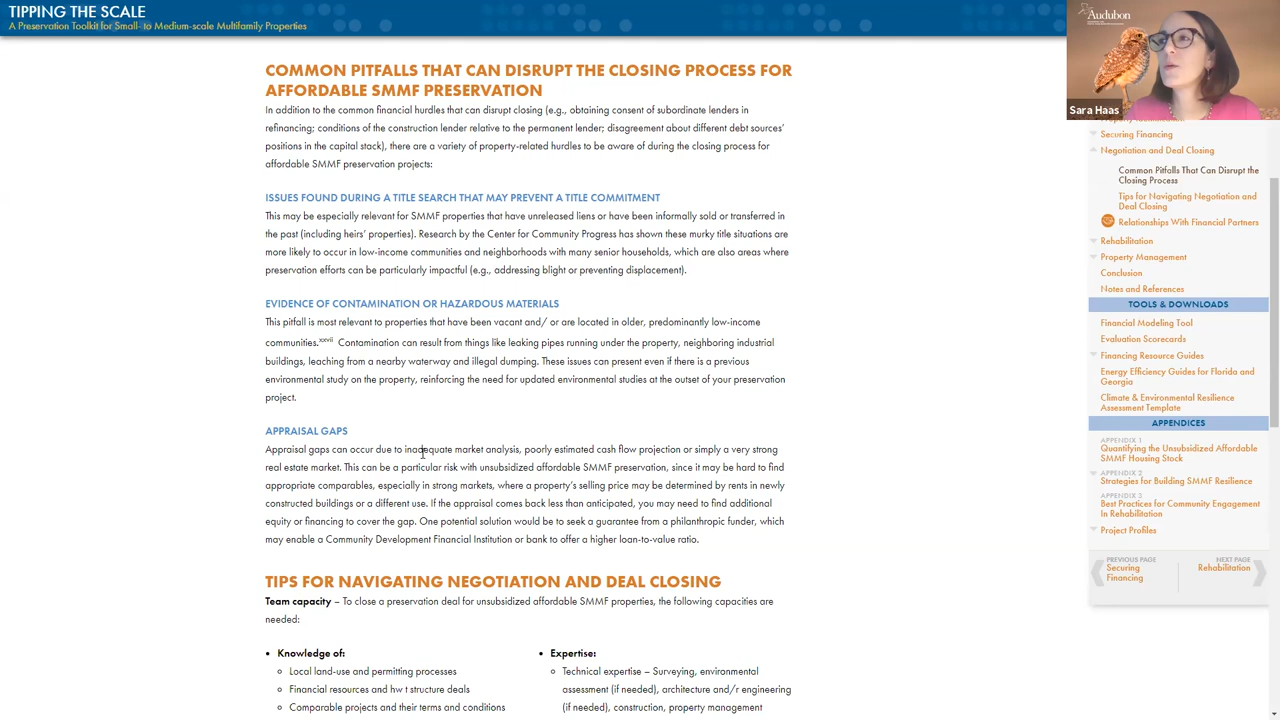 TIPPING THE SCALE
A Preservation Toolkit for Small- to Medium-scale Multifamily Properties
Audubon
Sara Haas
COMMON PITFALLS THAT CAN DISRUPT THE CLOSING PROCESS FOR
AFFORDABLE SMMF PRESERVATION
In addition to the common financial hurdles that can disrupt closing (e.g., obtaining consent of subordinate lenders in
refinancing; conditions of the construction lender relative to the permanent lender; disagreement about different debt sources'
positions in the capital stack), there are a variety of property-related hurdles to be aware of during the closing process for
affordable SMMF preservation projects:
ISSUES FOUND DURING A TITLE SEARCH THAT MAY PREVENT A TITLE COMMITMENT
This may be especially relevant for SMMF properties that have unreleased liens or have been informally sold or transferred in
the past (including heirs' properties). Research by the Center for Community Progress has shown these murky title situations are
more likely to occur in low-income communities and neighborhoods with many senior households, which are also areas where
preservation efforts can be particularly impactful (e.g., addressing blight or preventing displacement).
EVIDENCE OF CONTAMINATION OR HAZARDOUS MATERIALS
This pitfall is most relevant to properties that have been vacant and/ or are located in older, predominantly low-income
communities.xxvii Contamination can result from things like leaking pipes running under the property, neighboring industrial
buildings, leaching from a nearby waterway and illegal dumping. These issues can present even if there is a previous
environmental study on the property, reinforcing the need for updated environmental studies at the outset of your preservation
project.
APPRAISAL GAPS
Appraisal gaps can occur due to inadequate market analysis, poorly estimated cash flow projection or simply a very strong
real estate market. This can be a particular risk with unsubsidized affordable SMMF preservation, since it may be hard to find
appropriate comparables, especially in strong markets, where a property's selling price may be determined by rents in newly
constructed buildings or a different use. If the appraisal comes back less than anticipated, you may need to find additional
equity or financing to cover the gap. One potential solution would be to seek a guarantee from a philanthropic funder, which
may enable a Community Development Financial Institution or bank to offer a higher loan-to-value ratio.
TIPS FOR NAVIGATING NEGOTIATION AND DEAL CLOSING
Team capacity – To close a preservation deal for unsubsidized affordable SMMF properties, the following capacities are
needed:
• Knowledge of:
Local land-use and permitting processes
Financial resources and hw t structure deals
Comparable projects and their terms and conditions
• Expertise:
Technical expertise – Surveying, environmental
assessment (if needed), architecture and/r engineering
(if needed), construction, property management
Securing Financing
Negotiation and Deal Closing
Common Pitfalls That Can Disrupt the
Closing Process
Tips for Navigating Negotiation and
Deal Closing
Relationships With Financial Partners
Rehabilitation
Property Management
Conclusion
Notes and References
TOOLS & DOWNLOADS
Financial Modeling Tool
Evaluation Scorecards
Financing Resource Guides
Energy Efficiency Guides for Florida and
Georgia
Climate & Environmental Resilience
Assessment Template
APPENDICES
APPENDIX 1
Quantifying the Unsubsidized Affordable
SMMF Housing Stock
APPENDIX 2
Strategies for Building SMMF Resilience
APPENDIX 3
Best Practices for Community Engagement
In Rehabilitation
Project Profiles
PREVIOUS PAGE
Securing
Financing
NEXT PAGE
Rehabilitation